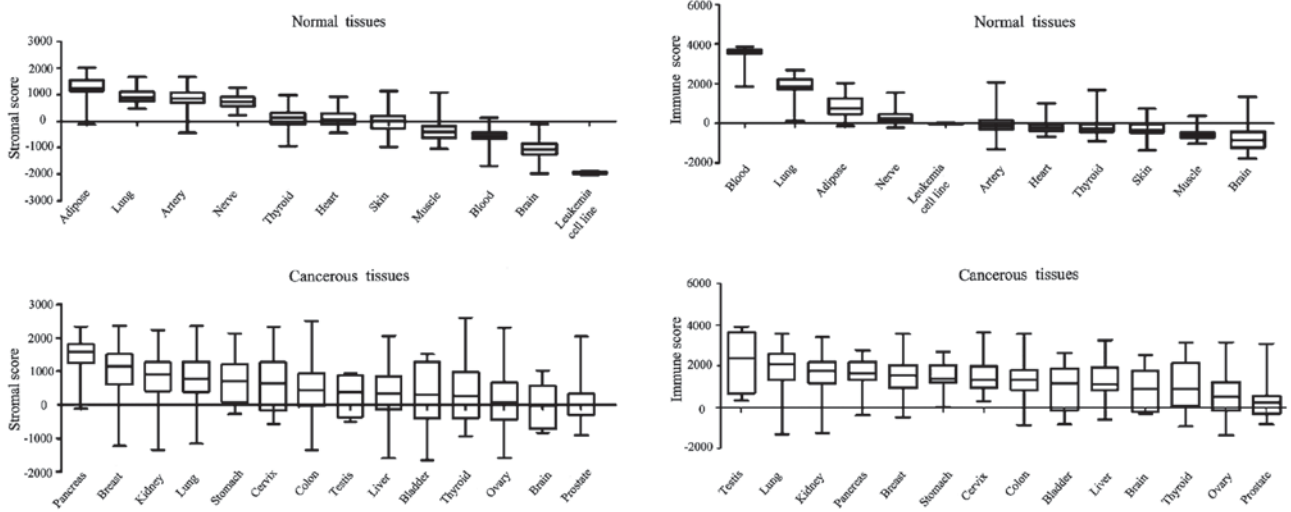 Normal tissues
Stromal score
3000
2000
1000
0
-1000
-2000
-3000
Adipose
Lung
Artery
Nerve
Thyroid
Heart
Skin
Muscle
Blood
Brain
Leukemia
cell line
Normal tissues
Immune score
6000
4000
2000
0
-2000
Blood
Lung
Adipose
Nerve
Leukemia
cell line
Artery
Heart
Thyroid
Skin
Muscle
Brain
Cancerous tissues
Stromal score
3000
2000
1000
0
-1000
-2000
Pancreas
Breast
Kidney
Lung
Stomach
Cervix
Colon
Testis
Liver
Bladder
Thyroid
Ovary
Brain
Prostate
Cancerous tissues
Immune score
6000
4000
2000
0
-2000
Testis
Lung
Kidney
Pancreas
Breast
Stomach
Cervix
Colon
Bladder
Liver
Brain
Thyroid
Ovary
Prostate